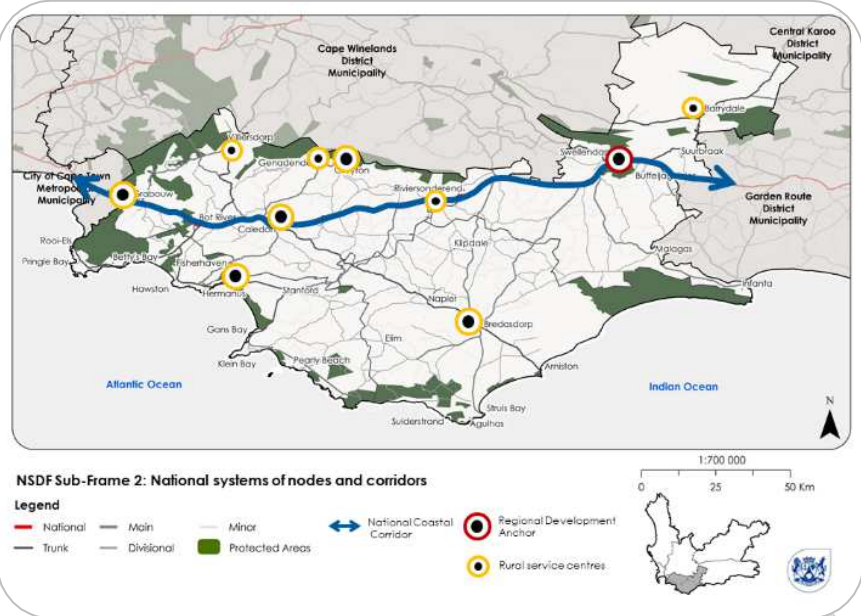 Central Karoo
District
Municipality
Cape Winelands
District
Municipality
Barrydale
Villiersdorp
Genadendal
Greyton
Swellendam
Suurbraak
Buffeljagsrivier
City of Cape Town
Metropolitan
Municipality
Grabouw
Riviersonderend
Garden Route
District
Municipality
Bot River
Caledon
Rooi-Els
Pringle Bay
Betty's Bay
Fisherhaven
Klipdale
Malagas
Hawston
Hermanus
Stanford
Infanta
Napier
Bredasdorp
Gans Bay
Elim
Klein Bay
Pearly Beach
Arniston
Atlantic Ocean
Indian Ocean
Struis Bay
Suiderstrand
Agulhas
N
NSDF Sub-Frame 2: National systems of nodes and corridors
1:700 000
0 25 50 Km
Legend
National
Main
Minor
National Coastal
Corridor
Regional Development
Anchor
Trunk
Divisional
Protected Areas
Rural service centres